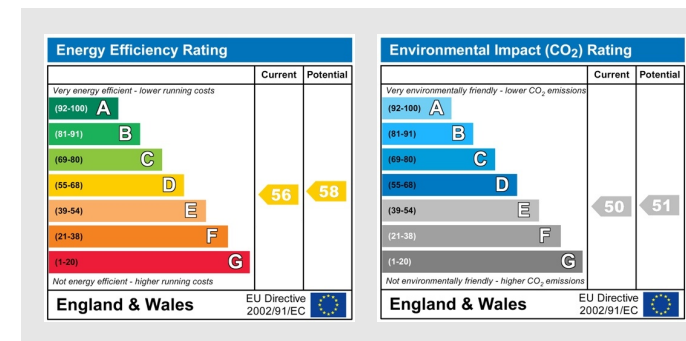 Energy Efficiency Rating
Current Potential
Very energy efficient - lower running costs
(92-100) A
(81-91) B
(69-80) C
(55-68) D
56 58
(39-54) E
(21-38) F
(1-20) G
Not energy efficient - higher running costs
England & Wales
EU Directive
2002/91/EC
Environmental Impact (CO2) Rating
Current Potential
Very environmentally friendly - lower CO2 emissions
(92-100) A
(81-91) B
(69-80) C
(55-68) D
(39-54) E
50 51
(21-38) F
(1-20) G
Not environmentally friendly - higher CO2 emissions
England & Wales
EU Directive
2002/91/EC